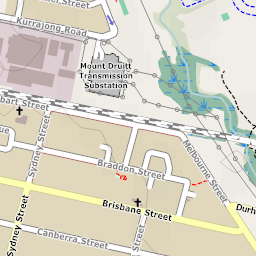 Street
Kurrajong Road
Mount Druitt
Transmission
Substation
bart Street
Sydney Street
Melbourne Street
Braddon Street
Brisbane Street
Durh
Sydney Street
Canberra Street